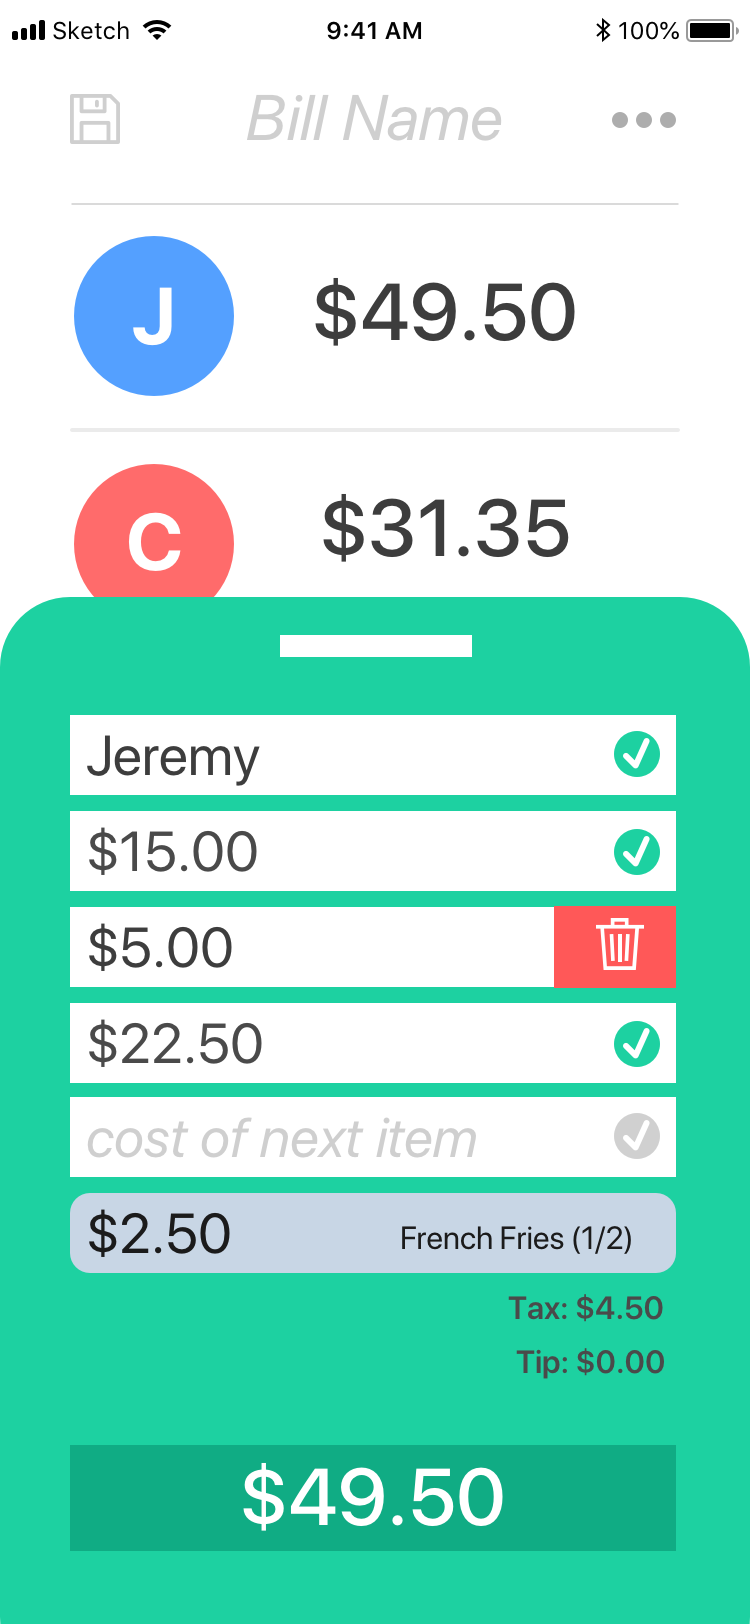 Sketch 9:41 AM 100%
Bill Name
J $49.50
C $31.35
Jeremy
$15.00
$5.00
$22.50
cost of next item
$2.50 French Fries (1/2)
Tax: $4.50
Tip: $0.00
$49.50